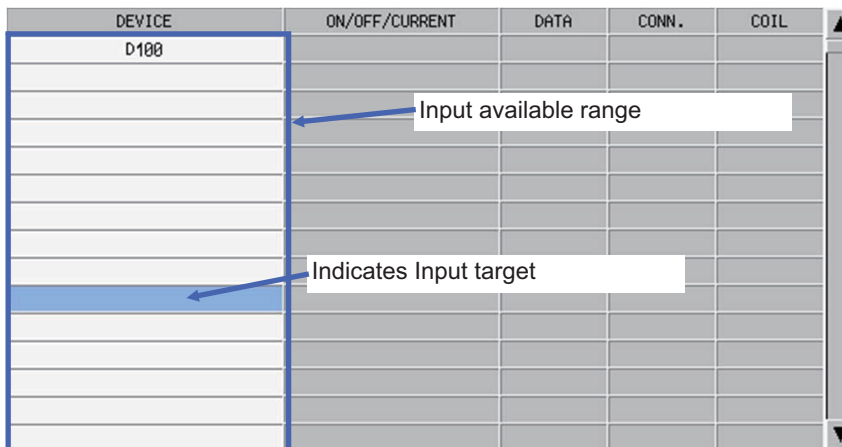 DEVICE ON/OFF/CURRENT DATA CONN. COIL
D100
Input available range
Indicates Input target